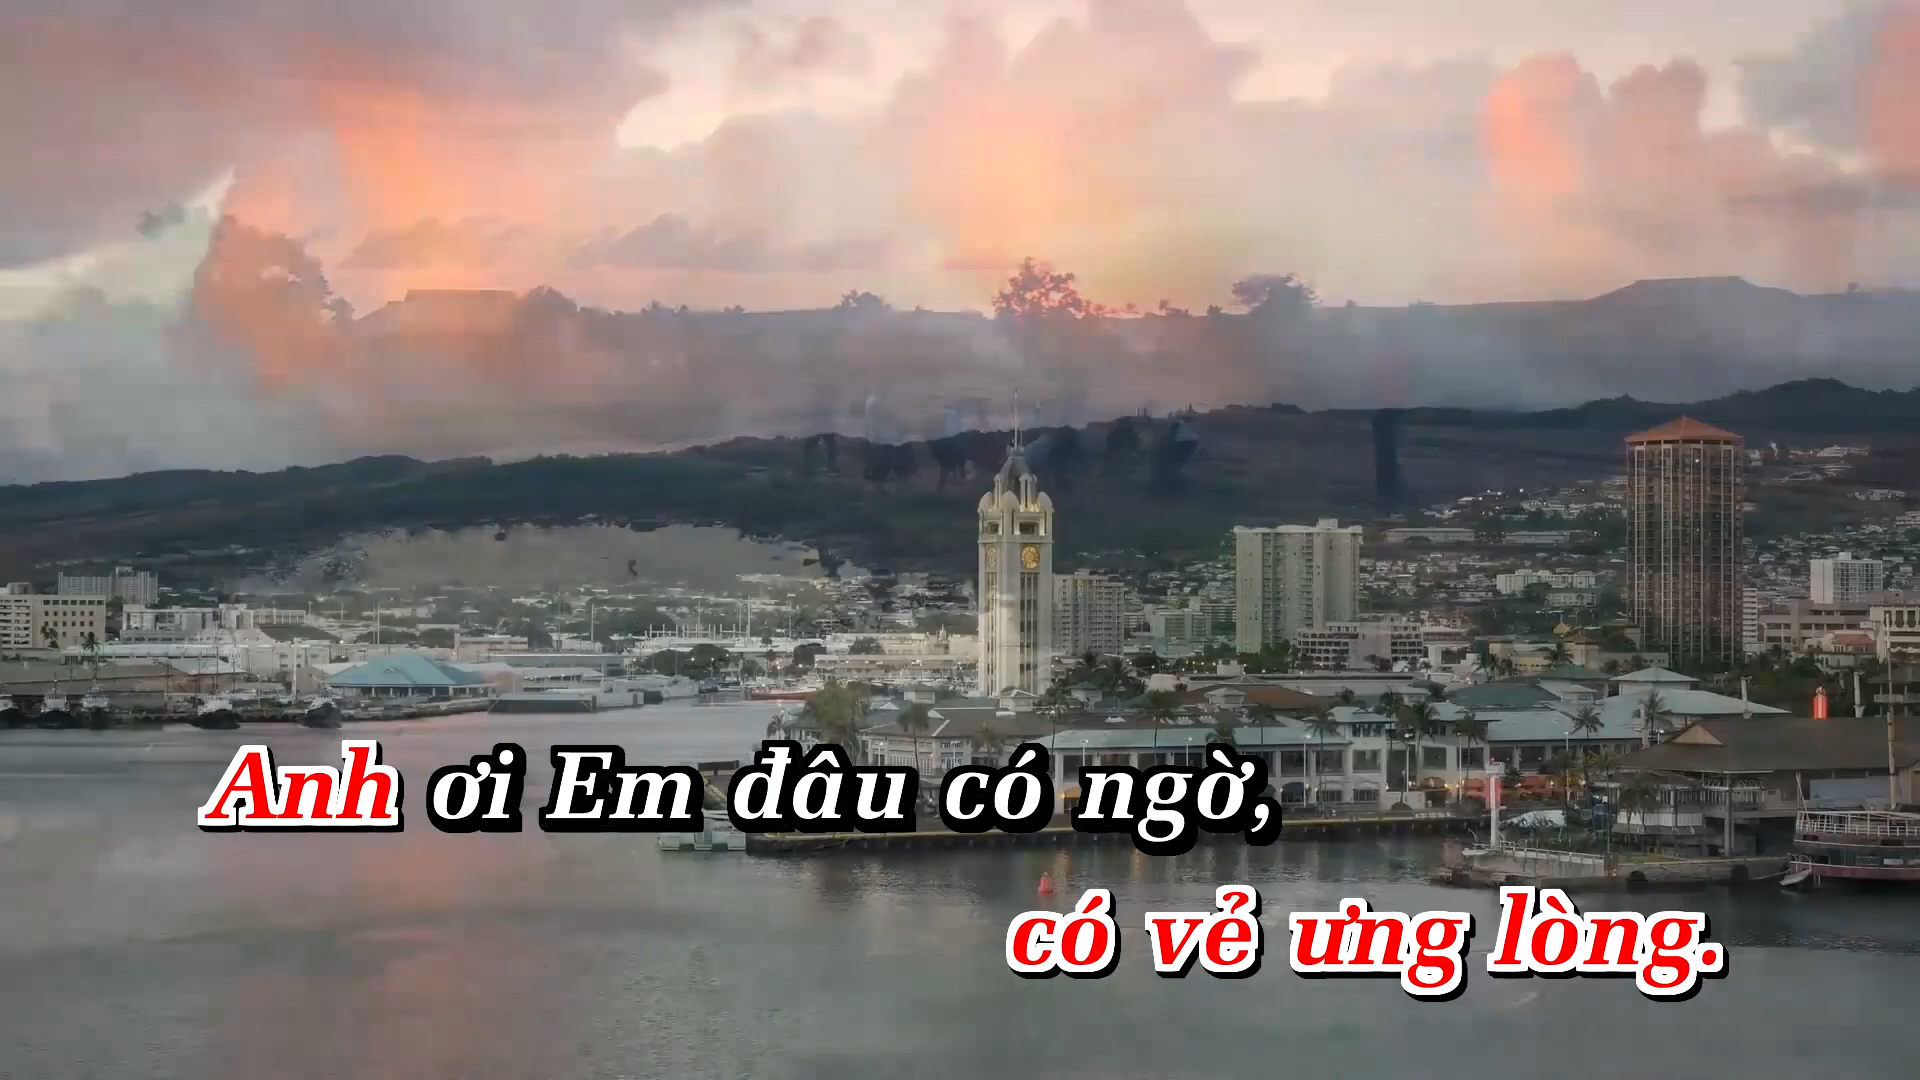 Anh ơi Em đâu có ngờ,
có vẻ ưng lòng.